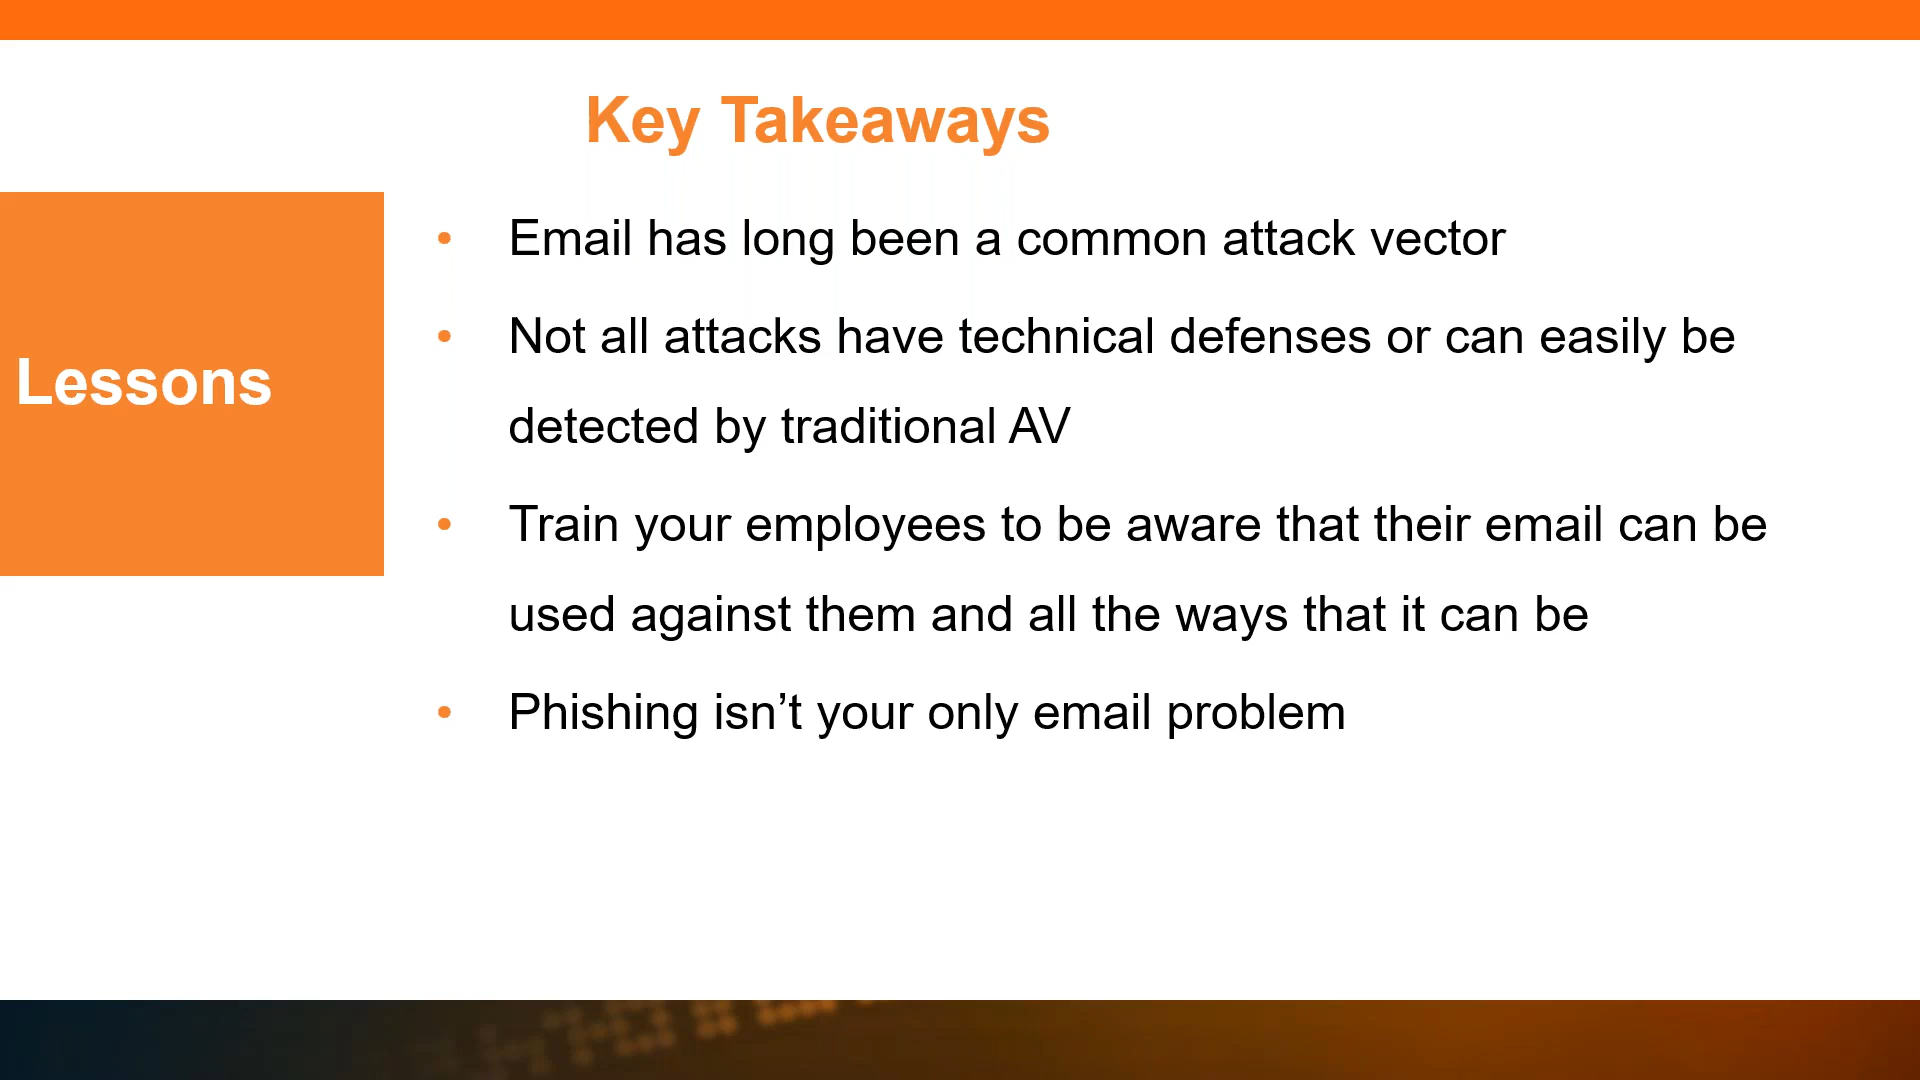 Key Takeaways
Lessons
• Email has long been a common attack vector
• Not all attacks have technical defenses or can easily be
detected by traditional AV
• Train your employees to be aware that their email can be
used against them and all the ways that it can be
• Phishing isn’t your only email problem